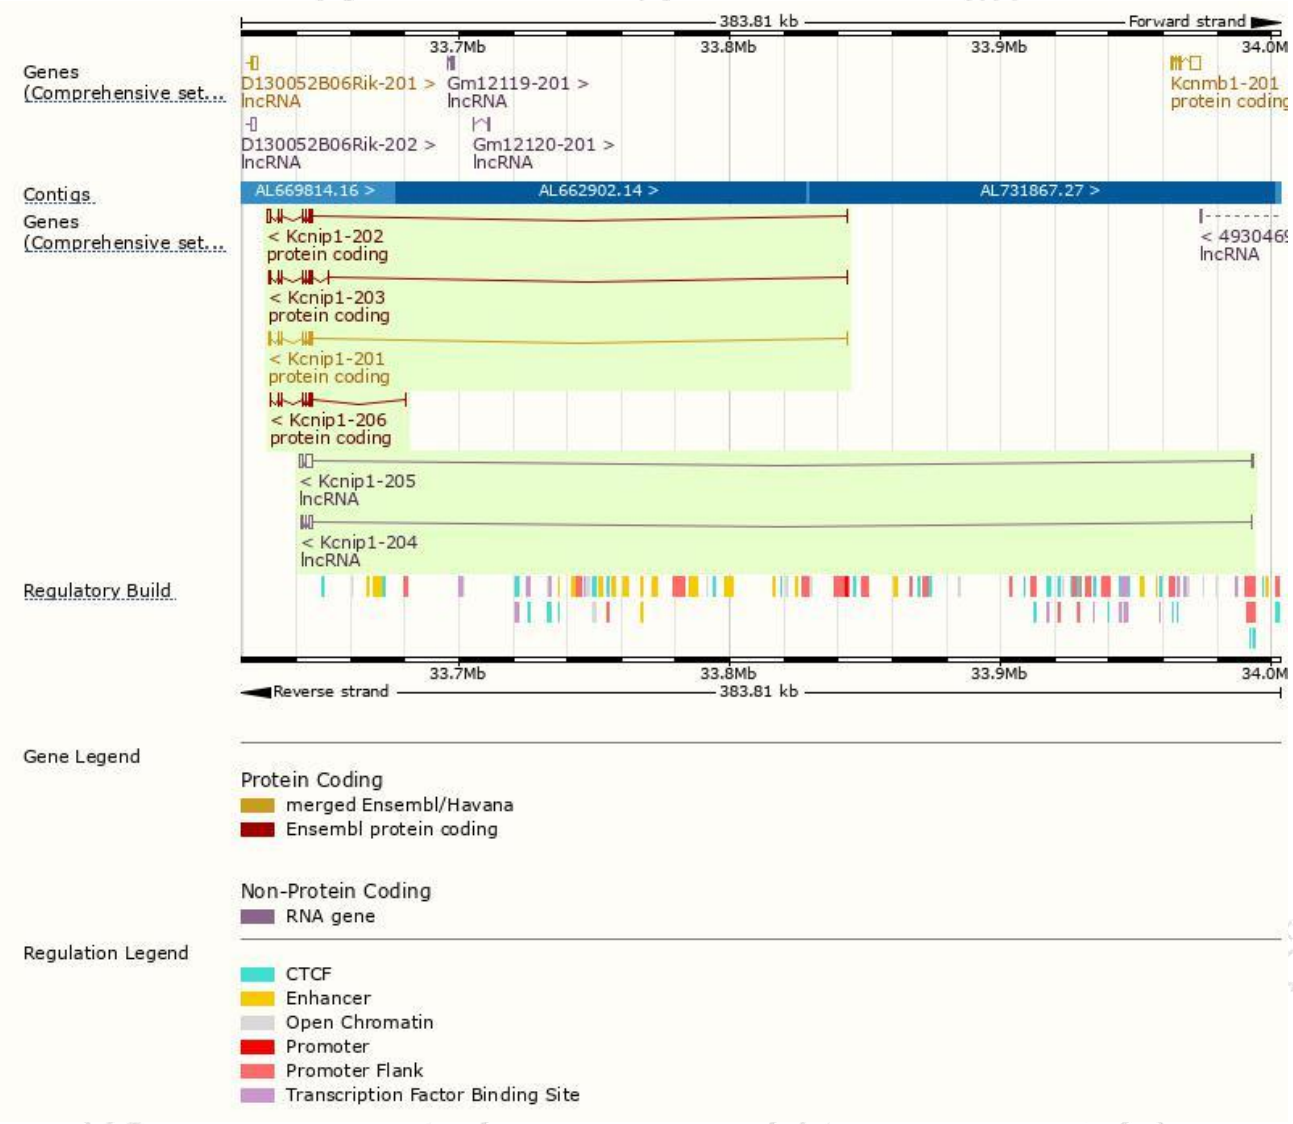 383.81 kb
Forward strand
33.7Mb 33.8Mb 33.9Mb 34.0M
Genes
(Comprehensive set...
D130052B06Rik-201 >
lncRNA
Gm12119-201 >
lncRNA
Kcnmb1-201
protein coding
D130052B06Rik-202 >
lncRNA
Gm12120-201 >
lncRNA
Contigs
AL669814.16 > AL662902.14 > AL731867.27 >
Genes
(Comprehensive set...
< Kcnip1-202
protein coding
< 4930469
lncRNA
< Kcnip1-203
protein coding
< Kcnip1-201
protein coding
< Kcnip1-206
protein coding
< Kcnip1-205
lncRNA
< Kcnip1-204
lncRNA
Regulatory Build
33.7Mb 33.8Mb 33.9Mb 34.0M
Reverse strand
383.81 kb
Gene Legend
Protein Coding
merged Ensembl/Havana
Ensembl protein coding
Non-Protein Coding
RNA gene
Regulation Legend
CTCF
Enhancer
Open Chromatin
Promoter
Promoter Flank
Transcription Factor Binding Site